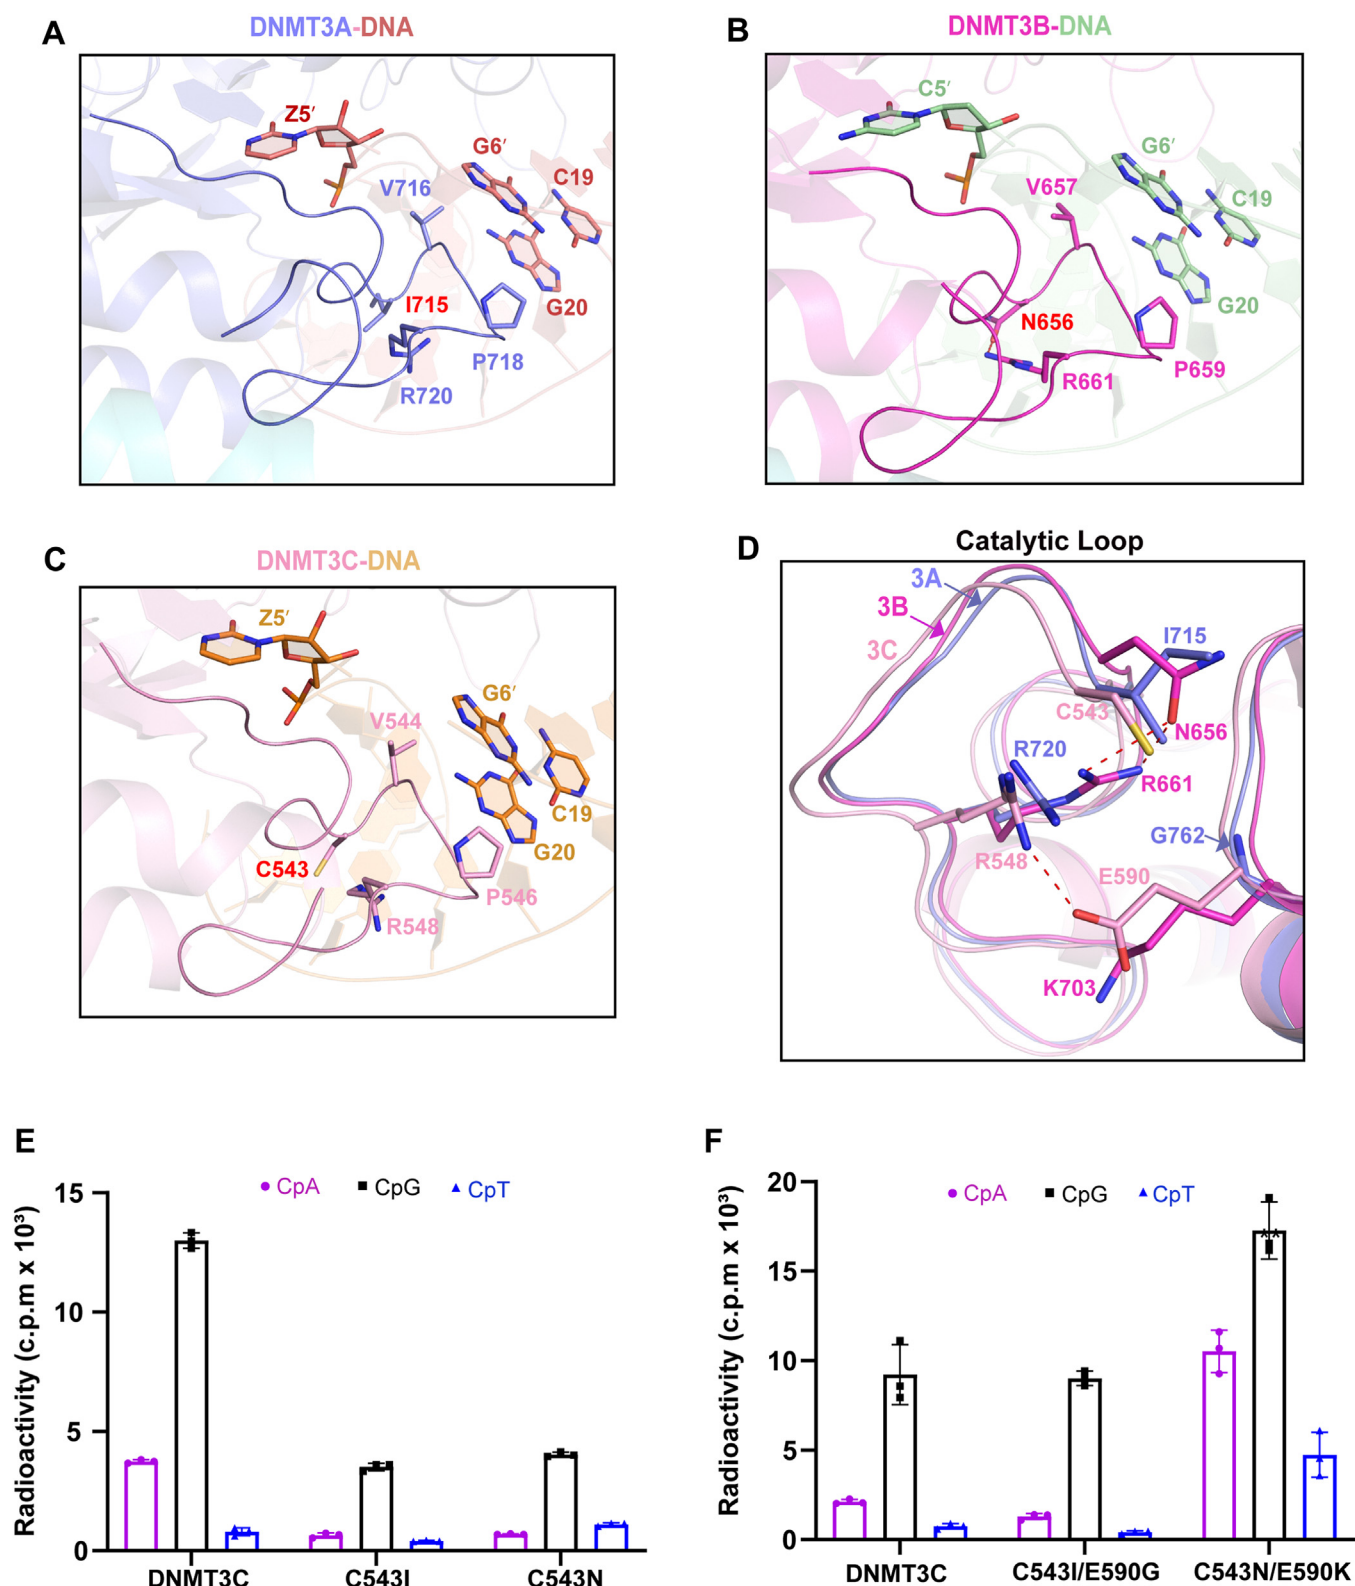 A
DNMT3A-DNA
Z5′
G6′
C19
V716
I715
G20
P718
R720
B
DNMT3B-DNA
C5′
G6′
V657
C19
N656
G20
R661
P659
C
DNMT3C-DNA
Z5′
G6′
V544
C19
C543
G20
P546
R548
D
Catalytic Loop
3A
3B
3C
I715
C543
N656
R720
R661
G762
R548
E590
K703
E
CpA
CpG
CpT
Radioactivity (c.p.m x 10³)
15
10
5
0
DNMT3C
C543I
C543N
F
CpA
CpG
CpT
Radioactivity (c.p.m x 10³)
20
15
10
5
0
DNMT3C
C543I/E590G
C543N/E590K